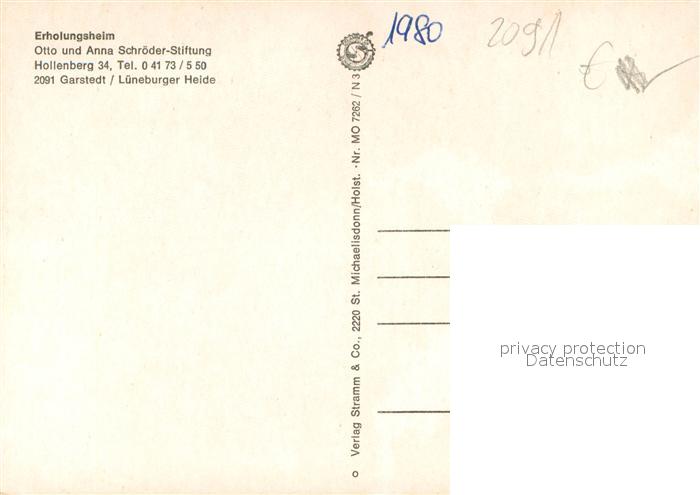 Erholungsheim
Otto und Anna Schröder-Stiftung
Hollenberg 34, Tel. 0 41 73 / 5 50
2091 Garstedt / Lüneburger Heide
Verlag Stramm & Co., 2220 St. Michaelisdonn/Holst. · Nr. MO 7262 / N 3
1980
2091
€
privacy protection
Datenschutz